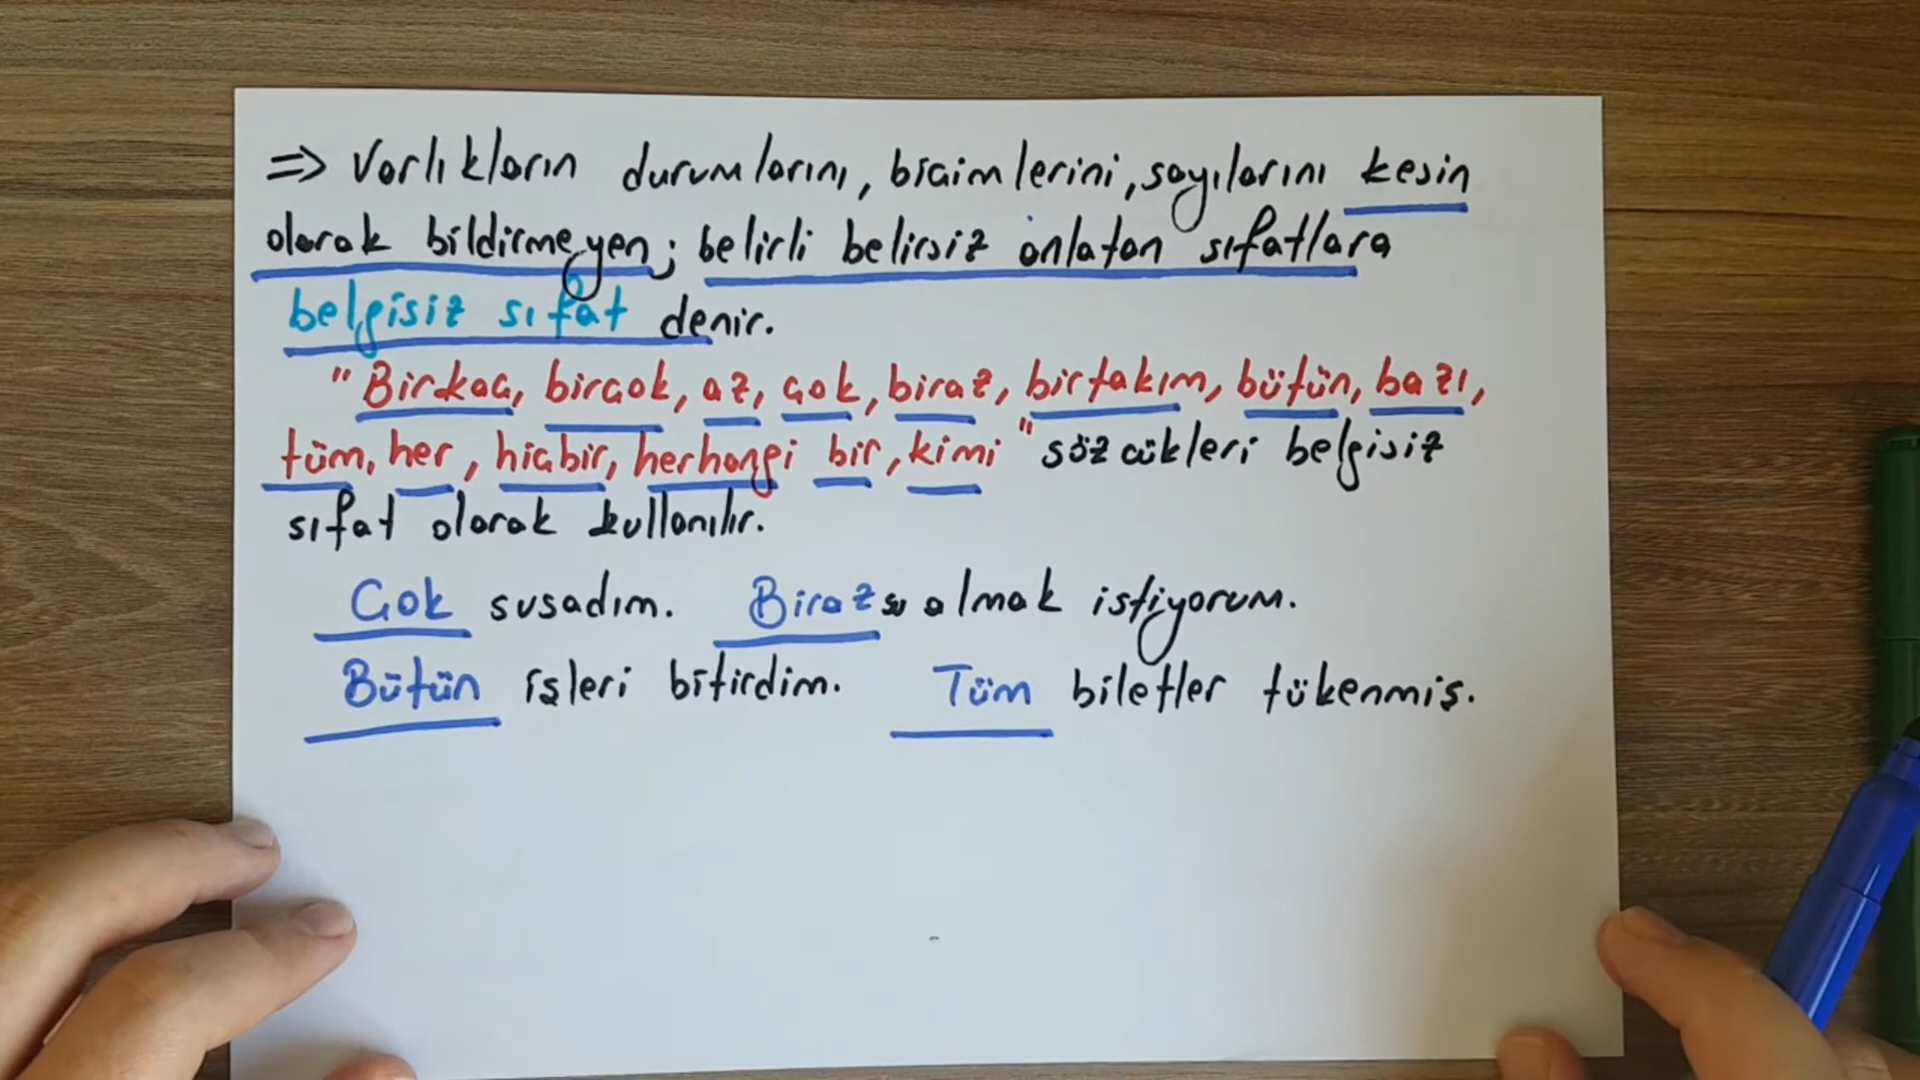 ⇒ Varlıkların durumlarını, biçimlerini, sayılarını kesin
olarak bildirmeyen; belirli belirsiz anlatan sıfatlara
belgisiz sıfat denir.
"Birkaç, birçok, az, çok, biraz, birtakım, bütün, bazı,
tüm, her, hiçbir, herhangi bir, kimi" sözcükleri belgisiz
sıfat olarak kullanılır.
Çok susadım. Biraz su almak istiyorum.
Bütün işleri bitirdim. Tüm biletler tükenmiş.